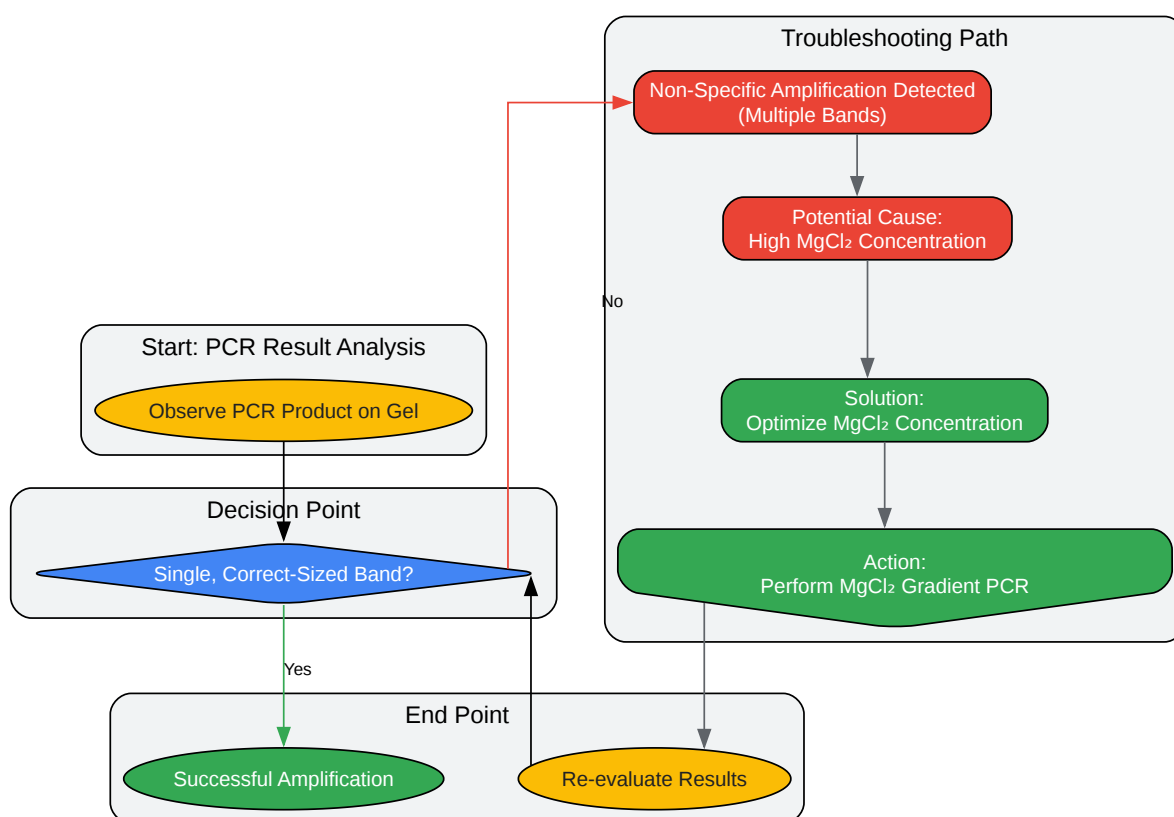 Troubleshooting Path
Non-Specific Amplification Detected
(Multiple Bands)
Potential Cause:
High MgCl₂ Concentration
No
Start: PCR Result Analysis
Observe PCR Product on Gel
Solution:
Optimize MgCl₂ Concentration
Decision Point
Single, Correct-Sized Band?
Action:
Perform MgCl₂ Gradient PCR
Yes
End Point
Successful Amplification
Re-evaluate Results